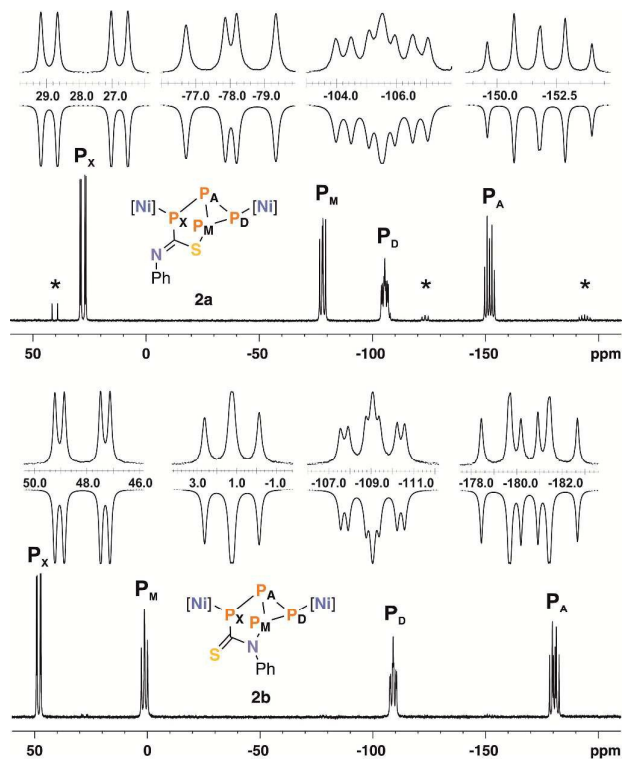 29.0 28.0 27.0 -77.0 -78.0 -79.0 -104.0 -106.0 -150.0 -152.5
PX
PM
PD
PA
[Ni] PX PA PM PD [Ni]
N S
Ph
2a
* * *
50 0 -50 -100 -150 ppm
50.0 48.0 47.0 46.0 3.0 1.0 -1.0 -107.0 -109.0 -111.0 -178.0 -180.0 -182.0
PX
PM
PD
PA
[Ni] PX PA PM PD [Ni]
S N
Ph
2b
50 0 -50 -100 -150 ppm